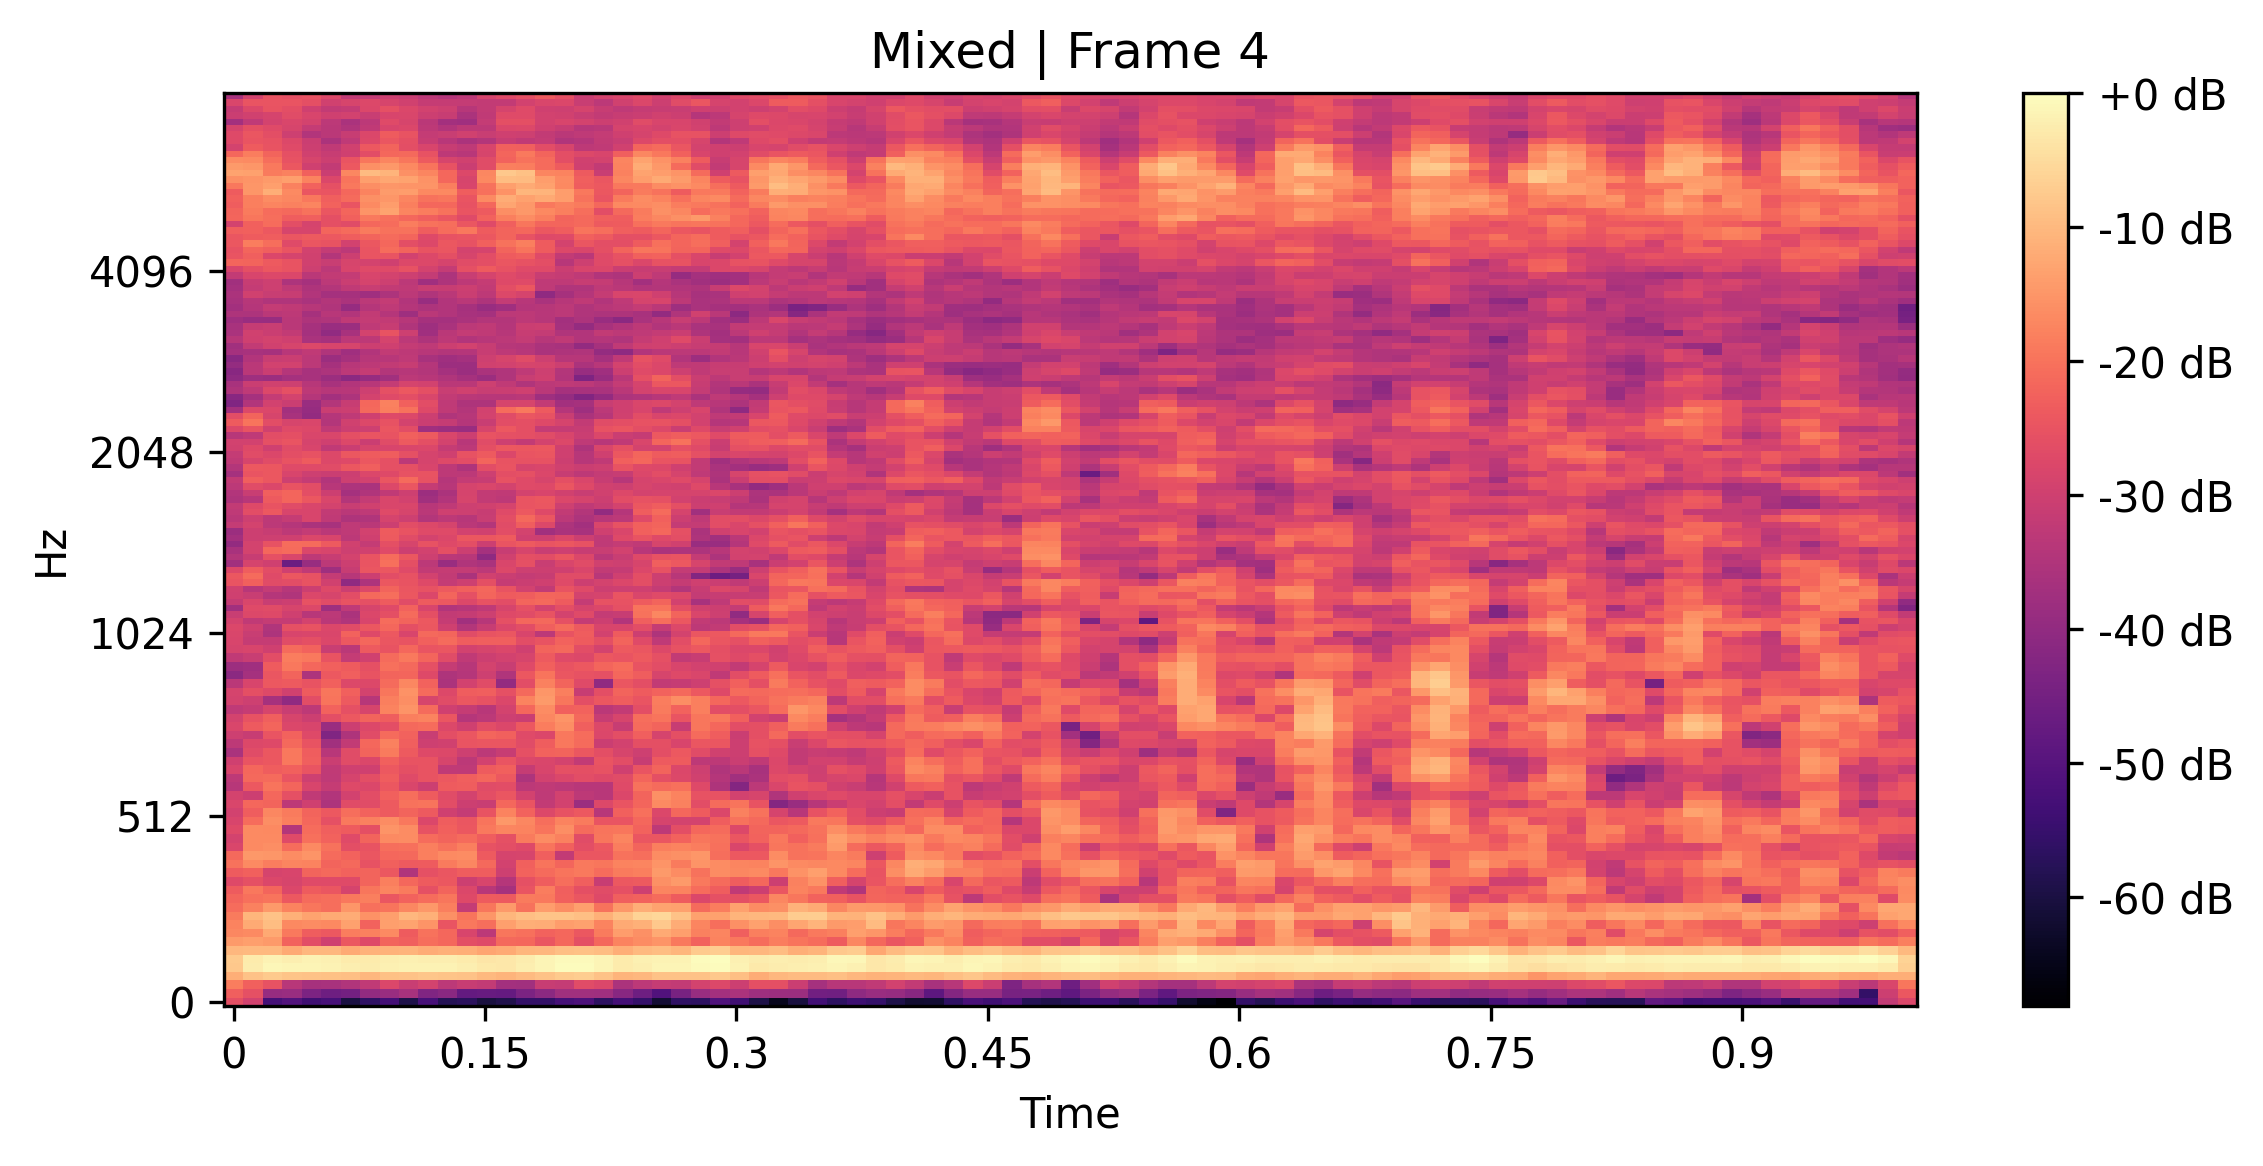 Mixed | Frame 4
Hz
4096
2048
1024
512
0
0 0.15 0.3 0.45 0.6 0.75 0.9
Time
+0 dB
-10 dB
-20 dB
-30 dB
-40 dB
-50 dB
-60 dB